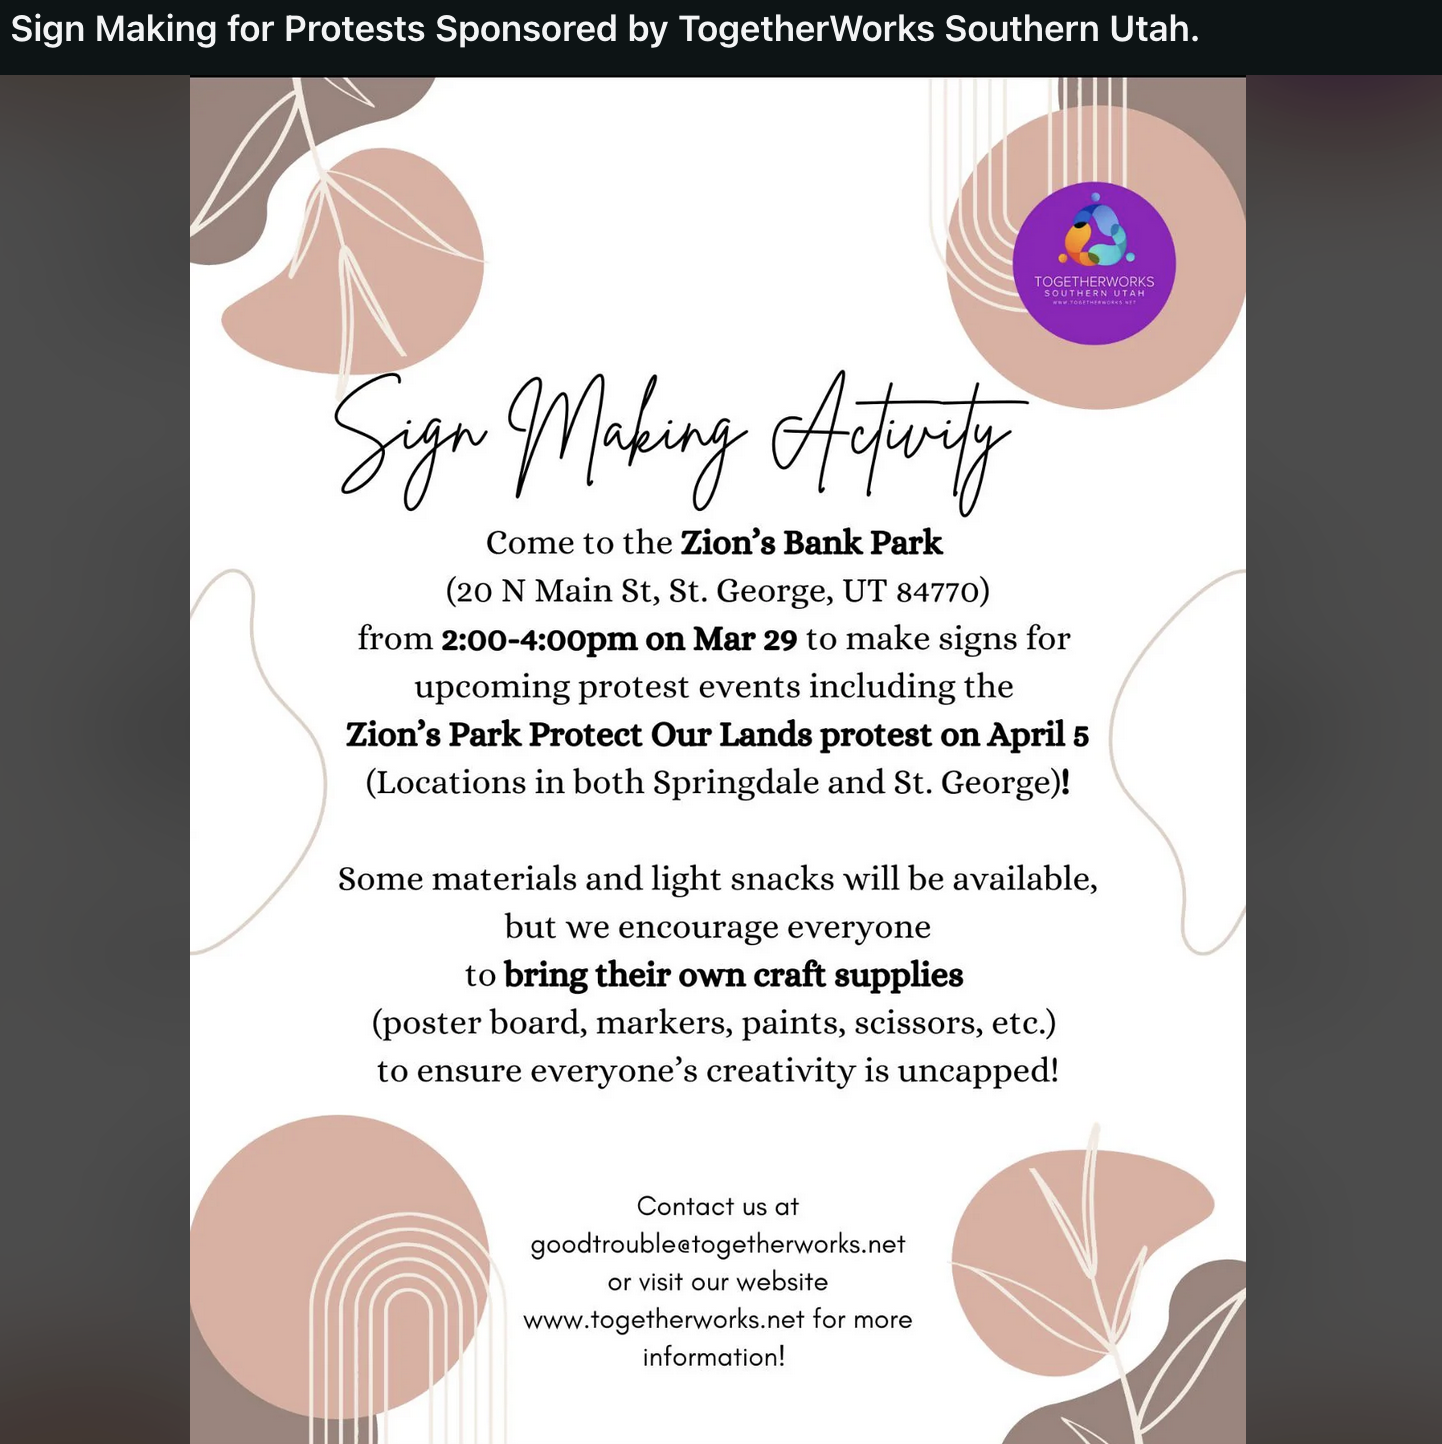 Sign Making for Protests Sponsored by TogetherWorks Southern Utah.
TOGETHERWORKS
SOUTHERN UTAH
WWW.TOGETHERWORKS.NET
Sign Making Activity
Come to the Zion's Bank Park
(20 N Main St, St. George, UT 84770)
from 2:00-4:00pm on Mar 29 to make signs for
upcoming protest events including the
Zion's Park Protect Our Lands protest on April 5
(Locations in both Springdale and St. George)!
Some materials and light snacks will be available,
but we encourage everyone
to bring their own craft supplies
(poster board, markers, paints, scissors, etc.)
to ensure everyone's creativity is uncapped!
Contact us at
goodtrouble@togetherworks.net
or visit our website
www.togetherworks.net for more
information!